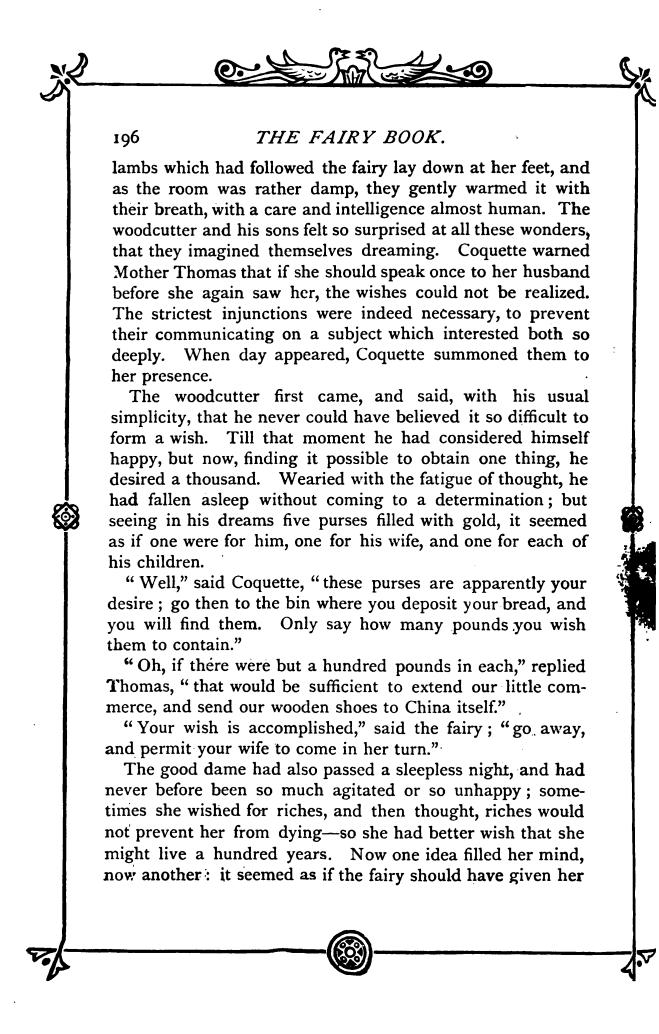 196 THE FAIRY BOOK.
lambs which had followed the fairy lay down at her feet, and
as the room was rather damp, they gently warmed it with
their breath, with a care and intelligence almost human. The
woodcutter and his sons felt so surprised at all these wonders,
that they imagined themselves dreaming. Coquette warned
Mother Thomas that if she should speak once to her husband
before she again saw her, the wishes could not be realized.
The strictest injunctions were indeed necessary, to prevent
their communicating on a subject which interested both so
deeply. When day appeared, Coquette summoned them to
her presence.
The woodcutter first came, and said, with his usual
simplicity, that he never could have believed it so difficult to
form a wish. Till that moment he had considered himself
happy, but now, finding it possible to obtain one thing, he
desired a thousand. Wearied with the fatigue of thought, he
had fallen asleep without coming to a determination ; but
seeing in his dreams five purses filled with gold, it seemed
as if one were for him, one for his wife, and one for each of
his children.
“ Well,” said Coquette, “ these purses are apparently your
desire ; go then to the bin where you deposit your bread, and
you will find them. Only say how many pounds you wish
them to contain.”
“ Oh, if there were but a hundred pounds in each,” replied
Thomas, “ that would be sufficient to extend our little com-
merce, and send our wooden shoes to China itself.”
“ Your wish is accomplished,” said the fairy ; “ go away,
and permit your wife to come in her turn.”
The good dame had also passed a sleepless night, and had
never before been so much agitated or so unhappy ; some-
times she wished for riches, and then thought, riches would
not prevent her from dying—so she had better wish that she
might live a hundred years. Now one idea filled her mind,
now another : it seemed as if the fairy should have given her